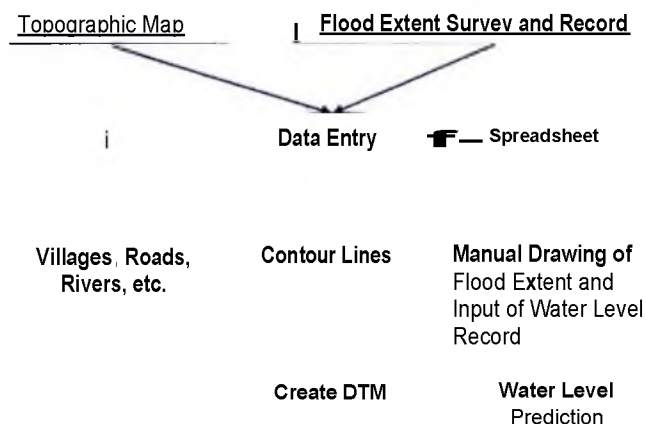 Topographic Map
Flood Extent Survey and Record
Data Entry
Spreadsheet
Villages, Roads,
Rivers, etc.
Contour Lines
Manual Drawing of
Flood Extent and
Input of Water Level
Record
Create DTM
Water Level
Prediction